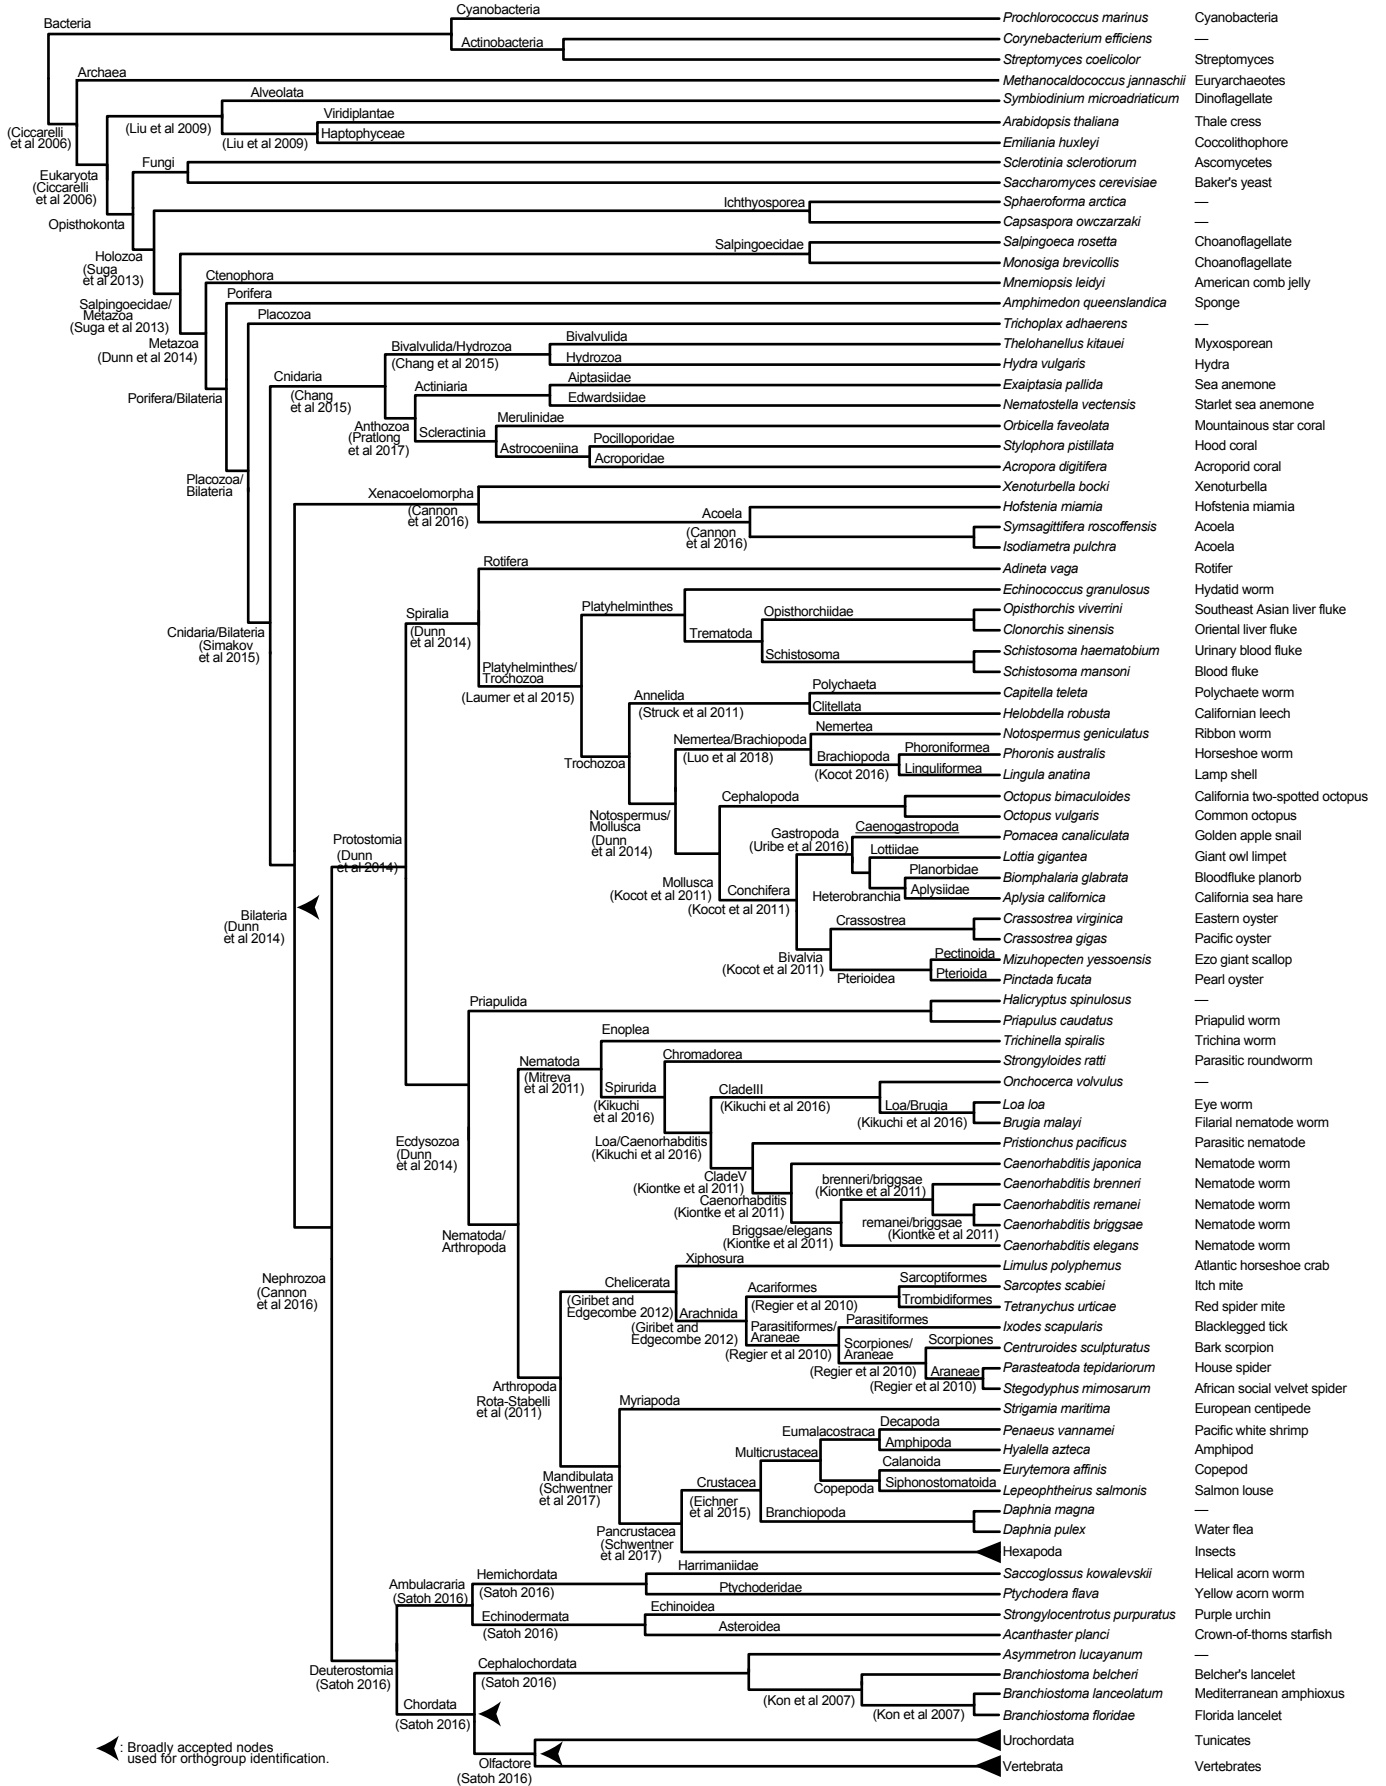 Bacteria
Cyanobacteria
Prochlorococcus marinus Cyanobacteria
Actinobacteria
Corynebacterium efficiens —
Streptomyces coelicolor Streptomyces
Archaea
Methanocaldococcus jannaschii Euryarchaeotes
(Ciccarelli
et al 2006)
Alveolata
Symbiodinium microadriaticum Dinoflagellate
(Liu et al 2009)
Viridiplantae
Arabidopsis thaliana Thale cress
(Liu et al 2009)
Haptophyceae
Emiliania huxleyi Coccolithophore
Eukaryota
(Ciccarelli
et al 2006)
Fungi
Sclerotinia sclerotiorum Ascomycetes
Saccharomyces cerevisiae Baker's yeast
Opisthokonta
Ichthyosporea
Sphaeroforma arctica —
Capsaspora owczarzaki —
Holozoa
(Suga
et al 2013)
Salpingoecidae
Salpingoeca rosetta Choanoflagellate
Monosiga brevicollis Choanoflagellate
Salpingoecidae/
Metazoa
(Suga et al 2013)
Ctenophora
Mnemiopsis leidyi American comb jelly
Metazoa
(Dunn et al 2014)
Porifera
Amphimedon queenslandica Sponge
Porifera/Bilateria
Placozoa
Trichoplax adhaerens —
Placozoa/
Bilateria
Cnidaria
(Chang
et al 2015)
Bivalvulida/Hydrozoa
(Chang et al 2015)
Bivalvulida
Thelohanellus kitauei Myxosporean
Hydrozoa
Hydra vulgaris Hydra
Anthozoa
(Pratlong
et al 2017)
Actiniaria
Aiptasiidae
Exaiptasia pallida Sea anemone
Edwardsiidae
Nematostella vectensis Starlet sea anemone
Scleractinia
Merulinidae
Orbicella faveolata Mountainous star coral
Astrocoeniina
Pocilloporidae
Stylophora pistillata Hood coral
Acroporidae
Acropora digitifera Acroporid coral
Cnidaria/Bilateria
(Simakov
et al 2015)
Xenacoelomorpha
(Cannon
et al 2016)
Xenoturbella bocki Xenoturbella
Acoela
(Cannon
et al 2016)
Hofstenia miamia Hofstenia miamia
Symsagittifera roscoffensis Acoela
Isodiametra pulchra Acoela
Bilateria
(Dunn
et al 2014)
Protostomia
(Dunn
et al 2014)
Spiralia
(Dunn
et al 2014)
Rotifera
Adineta vaga Rotifer
Platyhelminthes/
Trochozoa
(Laumer et al 2015)
Platyhelminthes
Echinococcus granulosus Hydatid worm
Trematoda
Opisthorchiidae
Opisthorchis viverrini Southeast Asian liver fluke
Clonorchis sinensis Oriental liver fluke
Schistosoma
Schistosoma haematobium Urinary blood fluke
Schistosoma mansoni Blood fluke
Trochozoa
Annelida
(Struck et al 2011)
Polychaeta
Capitella teleta Polychaete worm
Clitellata
Helobdella robusta Californian leech
Notospermus/
Mollusca
(Dunn
et al 2014)
Nemertea/Brachiopoda
(Luo et al 2018)
Nemertea
Notospermus geniculatus Ribbon worm
Brachiopoda
(Kocot 2016)
Phoroniformea
Phoronis australis Horseshoe worm
Linguliformea
Lingula anatina Lamp shell
Mollusca
(Kocot et al 2011)
Cephalopoda
Octopus bimaculoides California two-spotted octopus
Octopus vulgaris Common octopus
Conchifera
(Kocot et al 2011)
Gastropoda
(Uribe et al 2016)
Caenogastropoda
Pomacea canaliculata Golden apple snail
Lottiidae
Lottia gigantea Giant owl limpet
Heterobranchia
Planorbidae
Biomphalaria glabrata Bloodfluke planorb
Aplysiidae
Aplysia californica California sea hare
Bivalvia
(Kocot et al 2011)
Crassostrea
Crassostrea virginica Eastern oyster
Crassostrea gigas Pacific oyster
Pterioidea
Pectinoida
Mizuhopecten yessoensis Ezo giant scallop
Pterioida
Pinctada fucata Pearl oyster
Ecdysozoa
(Dunn
et al 2014)
Priapulida
Halicryptus spinulosus —
Priapulus caudatus Priapulid worm
Nematoda/
Arthropoda
Nematoda
(Mitreva
et al 2011)
Enoplea
Trichinella spiralis Trichina worm
Spirurida
(Kikuchi
et al 2016)
Chromadorea
Strongyloides ratti Parasitic roundworm
Loa/Caenorhabditis
(Kikuchi et al 2016)
CladeIII
(Kikuchi et al 2016)
Onchocerca volvulus —
Loa/Brugia
(Kikuchi et al 2016)
Loa loa Eye worm
Brugia malayi Filarial nematode worm
CladeV
(Kiontke et al 2011)
Pristionchus pacificus Parasitic nematode
Caenorhabditis
(Kiontke et al 2011)
Caenorhabditis japonica Nematode worm
Briggsae/elegans
(Kiontke et al 2011)
brenneri/briggsae
(Kiontke et al 2011)
Caenorhabditis brenneri Nematode worm
remanei/briggsae
(Kiontke et al 2011)
Caenorhabditis remanei Nematode worm
Caenorhabditis briggsae Nematode worm
Caenorhabditis elegans Nematode worm
Arthropoda
Rota-Stabelli
et al (2011)
Chelicerata
(Giribet and
Edgecombe 2012)
Xiphosura
Limulus polyphemus Atlantic horseshoe crab
Arachnida
(Giribet and
Edgecombe 2012)
Acariformes
(Regier et al 2010)
Sarcoptiformes
Sarcoptes scabiei Itch mite
Trombidiformes
Tetranychus urticae Red spider mite
Parasitiformes/
Araneae
(Regier et al 2010)
Parasitiformes
Ixodes scapularis Blacklegged tick
Scorpiones/
Araneae
(Regier et al 2010)
Scorpiones
Centruroides sculpturatus Bark scorpion
Araneae
(Regier et al 2010)
Parasteatoda tepidariorum House spider
Stegodyphus mimosarum African social velvet spider
Mandibulata
(Schwentner
et al 2017)
Myriapoda
Strigamia maritima European centipede
Pancrustacea
(Schwentner
et al 2017)
Crustacea
(Eichner
et al 2015)
Multicrustacea
Eumalacostraca
Decapoda
Penaeus vannamei Pacific white shrimp
Amphipoda
Hyalella azteca Amphipod
Copepoda
Calanoida
Eurytemora affinis Copepod
Siphonostomatoida
Lepeophtheirus salmonis Salmon louse
Branchiopoda
Daphnia magna —
Daphnia pulex Water flea
Hexapoda Insects
Nephrozoa
(Cannon
et al 2016)
Deuterostomia
(Satoh 2016)
Ambulacraria
(Satoh 2016)
Hemichordata
(Satoh 2016)
Harrimaniidae
Saccoglossus kowalevskii Helical acorn worm
Ptychoderidae
Ptychodera flava Yellow acorn worm
Echinodermata
(Satoh 2016)
Echinoidea
Strongylocentrotus purpuratus Purple urchin
Asteroidea
Acanthaster planci Crown-of-thorns starfish
Chordata
(Satoh 2016)
Cephalochordata
(Satoh 2016)
Asymmetron lucayanum —
(Kon et al 2007)
Branchiostoma belcheri Belcher's lancelet
(Kon et al 2007)
Branchiostoma lanceolatum Mediterranean amphioxus
Branchiostoma floridae Florida lancelet
Olfactore
(Satoh 2016)
Urochordata Tunicates
Vertebrata Vertebrates
: Broadly accepted nodes
used for orthogroup identification.